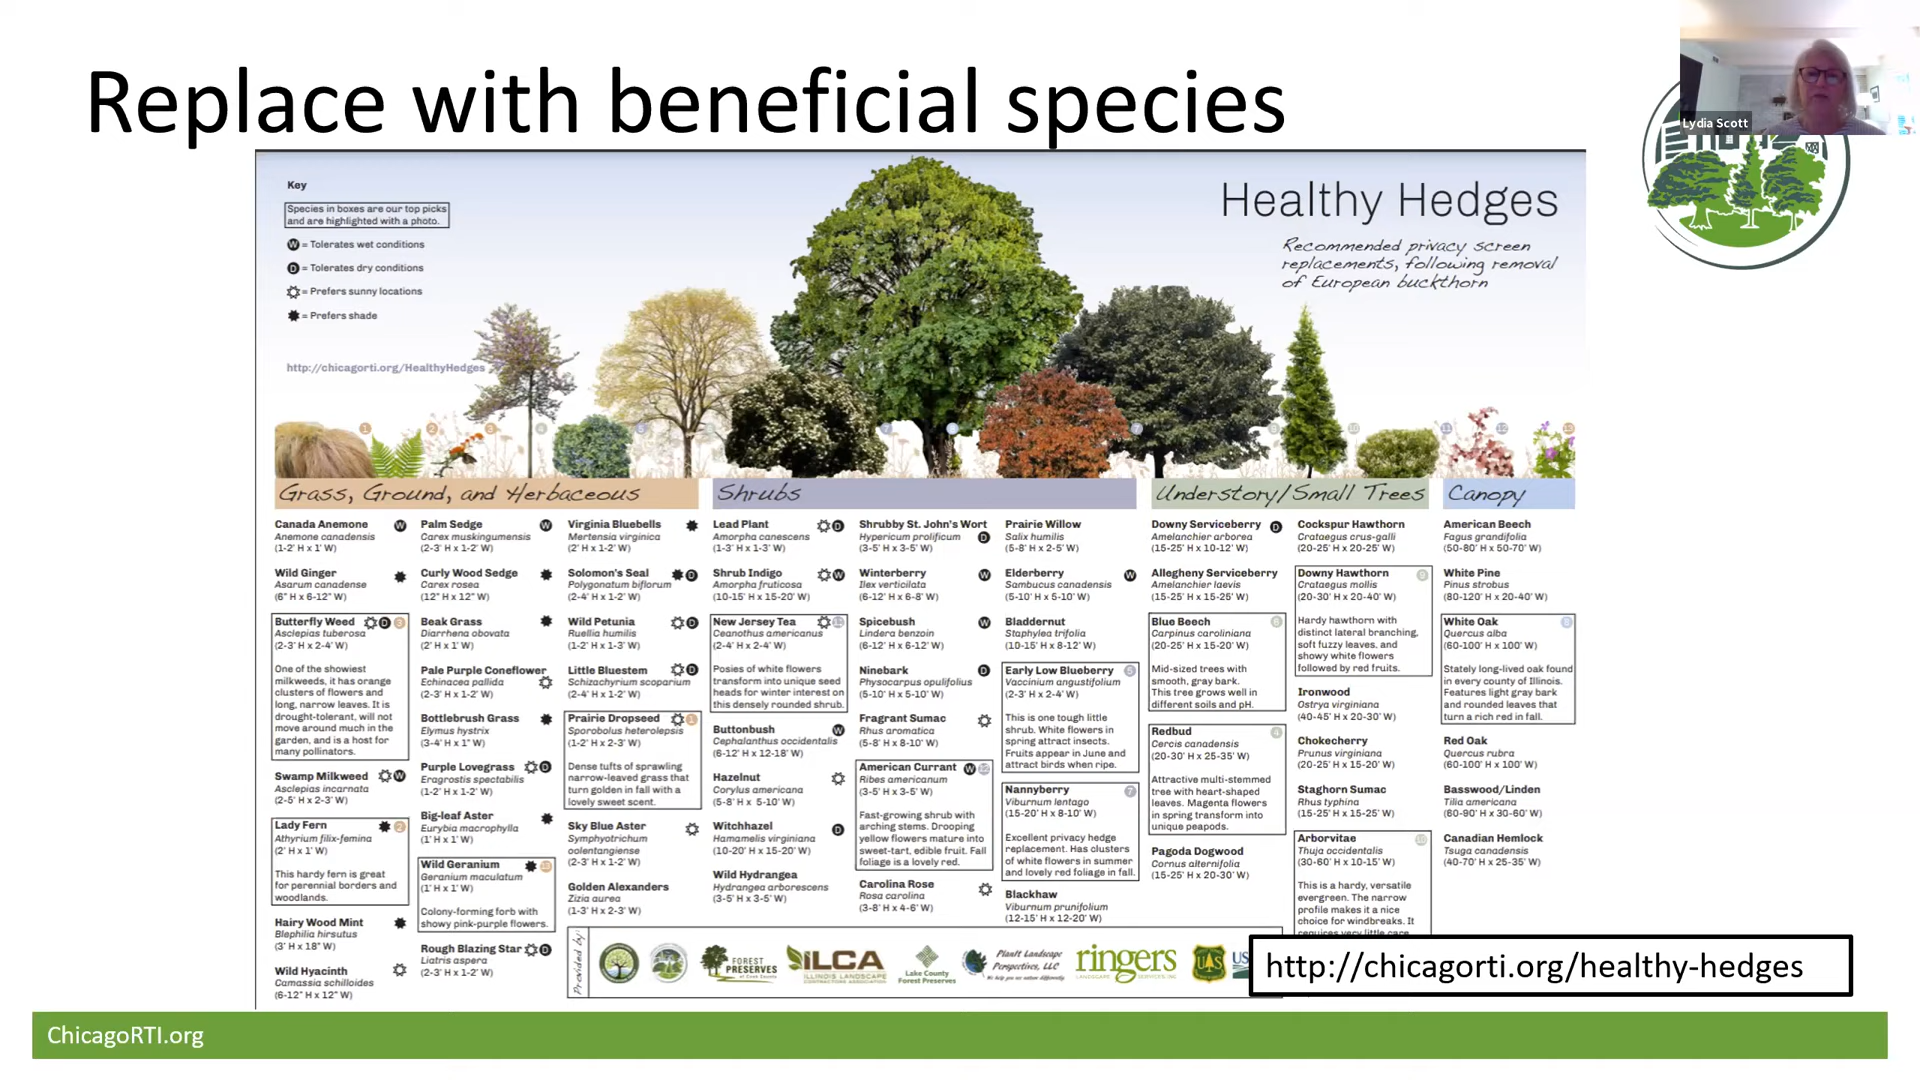 Replace with beneficial species
Lydia Scott
Key
Species in boxes are our top picks
and are highlighted with a photo.
W = Tolerates wet conditions
D = Tolerates dry conditions
= Prefers sunny locations
= Prefers shade
http://chicagorti.org/HealthyHedges
Healthy Hedges
Recommended privacy screen
replacements, following removal
of European buckthorn
Grass, Ground, and Herbaceous
Canada Anemone
Anemone canadensis
(1-2' H x 1' W)
Wild Ginger
Asarum canadense
(6" H x 6-12" W)
Butterfly Weed
Asclepias tuberosa
(2-3' H x 2-4' W)
One of the showiest
milkweeds, it has orange
clusters of flowers and
long, narrow leaves. It is
drought-tolerant, will not
move around much in the
garden, and is a host for
many pollinators.
Swamp Milkweed
Asclepias incarnata
(2-5' H x 2-3' W)
Lady Fern
Athyrium filix-femina
(2' H x 1' W)
This hardy fern is great
for perennial borders and
woodlands.
Hairy Wood Mint
Blephilia hirsutus
(3' H x 18" W)
Wild Hyacinth
Camassia schilloides
(6-12" H x 12" W)
Palm Sedge
Carex muskingumensis
(2-3' H x 1-2' W)
Curly Wood Sedge
Carex rosea
(12" H x 12" W)
Beak Grass
Diarrhena obovata
(2' H x 1' W)
Pale Purple Coneflower
Echinacea pallida
(2-3' H x 1-2' W)
Bottlebrush Grass
Elymus hystrix
(3-4' H x 1" W)
Purple Lovegrass
Eragrostis spectabilis
(1-2' H x 1-2' W)
Big-leaf Aster
Eurybia macrophylla
(1' H x 1' W)
Wild Geranium
Geranium maculatum
(1' H x 1' W)
Colony-forming forb with
showy pink-purple flowers.
Rough Blazing Star
Liatris aspera
(2-3' H x 1-2' W)
Virginia Bluebells
Mertensia virginica
(2' H x 1-2' W)
Solomon's Seal
Polygonatum biflorum
(2-4' H x 1-2' W)
Wild Petunia
Ruellia humilis
(1-2' H x 1-3' W)
Little Bluestem
Schizachyrium scoparium
(2-4' H x 1-2' W)
Prairie Dropseed
Sporobolus heterolepsis
(1-2' H x 2-3' W)
Dense tufts of sprawling
narrow-leaved grass that
turn golden in fall with a
lovely sweet scent.
Sky Blue Aster
Symphyotrichum
oolentangiense
(2-3' H x 1-2' W)
Golden Alexanders
Zizia aurea
(1-3' H x 2-3' W)
Shrubs
Lead Plant
Amorpha canescens
(1-3' H x 1-3' W)
Shrub Indigo
Amorpha fruticosa
(10-15' H x 15-20' W)
New Jersey Tea
Ceanothus americanus
(2-4' H x 2-4' W)
Posies of white flowers
transform into unique seed
heads for winter interest on
this densely rounded shrub.
Buttonbush
Cephalanthus occidentalis
(6-12' H x 12-18' W)
Hazelnut
Corylus americana
(5-8' H x 5-10' W)
Witchhazel
Hamamelis virginiana
(10-20' H x 15-20' W)
Wild Hydrangea
Hydrangea arborescens
(3-5' H x 3-5' W)
Shrubby St. John's Wort
Hypericum prolificum
(3-5' H x 3-5' W)
Winterberry
Ilex verticilata
(6-12' H x 6-8' W)
Spicebush
Lindera benzoin
(6-12' H x 6-12' W)
Ninebark
Physocarpus opulifolius
(5-10' H x 5-10' W)
Fragrant Sumac
Rhus aromatica
(5-8' H x 8-10' W)
American Currant
Ribes americanum
(3-5' H x 3-5' W)
Fast-growing shrub with
arching stems. Drooping
yellow flowers mature into
sweet-tart, edible fruit. Fall
foliage is a lovely red.
Carolina Rose
Rosa carolina
(3-8' H x 4-6' W)
Prairie Willow
Salix humilis
(5-8' H x 2-5' W)
Elderberry
Sambucus canadensis
(5-10' H x 5-10' W)
Bladdernut
Staphylea trifolia
(10-15' H x 8-12' W)
Early Low Blueberry
Vaccinium angustifolium
(2-3' H x 2-4' W)
This is one tough little
shrub. White flowers in
spring attract insects.
Fruits appear in June and
attract birds when ripe.
Nannyberry
Viburnum lentago
(15-20' H x 8-10' W)
Excellent privacy hedge
replacement. Has clusters
of white flowers in summer
and lovely red foliage in fall.
Blackhaw
Viburnum prunifolium
(12-15' H x 12-20' W)
Understory/Small Trees
Downy Serviceberry
Amelanchier arborea
(15-25' H x 10-12' W)
Allegheny Serviceberry
Amelanchier laevis
(15-25' H x 15-25' W)
Blue Beech
Carpinus caroliniana
(20-25' H x 15-20' W)
Mid-sized trees with
smooth, gray bark.
This tree grows well in
different soils and pH.
Redbud
Cercis canadensis
(20-30' H x 25-35' W)
Attractive multi-stemmed
tree with heart-shaped
leaves. Magenta flowers
in spring transform into
unique peapods.
Pagoda Dogwood
Cornus alternifolia
(15-25' H x 20-30' W)
Cockspur Hawthorn
Crataegus crus-galli
(20-25' H x 20-25' W)
Downy Hawthorn
Crataegus mollis
(20-30' H x 20-40' W)
Hardy hawthorn with
distinct lateral branching,
soft fuzzy leaves, and
showy white flowers
followed by red fruits.
Ironwood
Ostrya virginiana
(40-45' H x 20-30' W)
Chokecherry
Prunus virginiana
(20-25' H x 15-20' W)
Staghorn Sumac
Rhus typhina
(15-25' H x 15-25' W)
Arborvitae
Thuja occidentalis
(30-60' H x 10-15' W)
This is a hardy, versatile
evergreen. The narrow
profile makes it a nice
choice for windbreaks. It
requires very little care
Canopy
American Beech
Fagus grandifolia
(50-80' H x 50-70' W)
White Pine
Pinus strobus
(80-120' H x 20-40' W)
White Oak
Quercus alba
(60-100' H x 100' W)
Stately long-lived oak found
in every county of Illinois.
Features light gray bark
and rounded leaves that
turn a rich red in fall.
Red Oak
Quercus rubra
(60-100' H x 100' W)
Basswood/Linden
Tilia americana
(60-90' H x 30-60' W)
Canadian Hemlock
Tsuga canadensis
(40-70' H x 25-35' W)
Provided by:
FOREST
PRESERVES
of Cook County
ILCA
ILLINOIS LANDSCAPE
CONTRACTORS ASSOCIATION
Lake County
Forest Preserves
Plant Landscape
Perspectives, LLC
ringers
LANDSCAPE SERVICES INC
UAS
US
http://chicagorti.org/healthy-hedges
ChicagoRTI.org